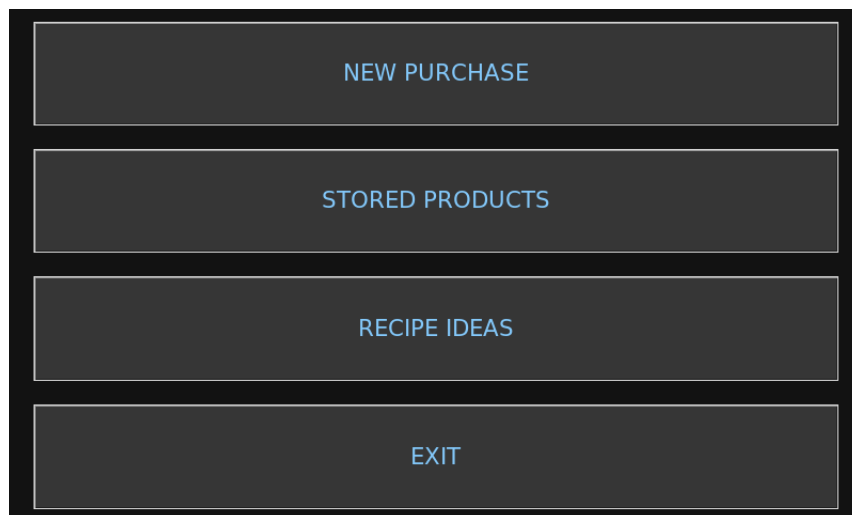 NEW PURCHASE
STORED PRODUCTS
RECIPE IDEAS
EXIT